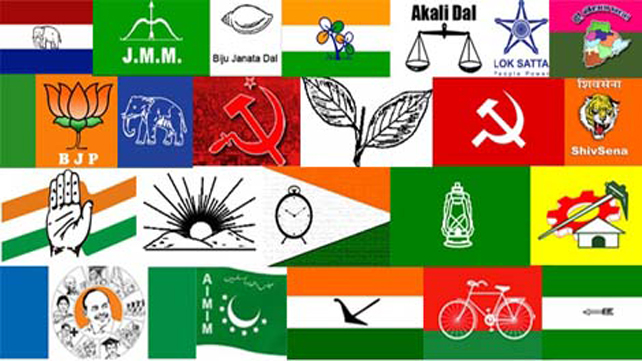 J.M.M.
Biju Janata Dal
Akali Dal
LOK SATTA
People Power
BJP
शिवसेना
ShivSena
AIMIM